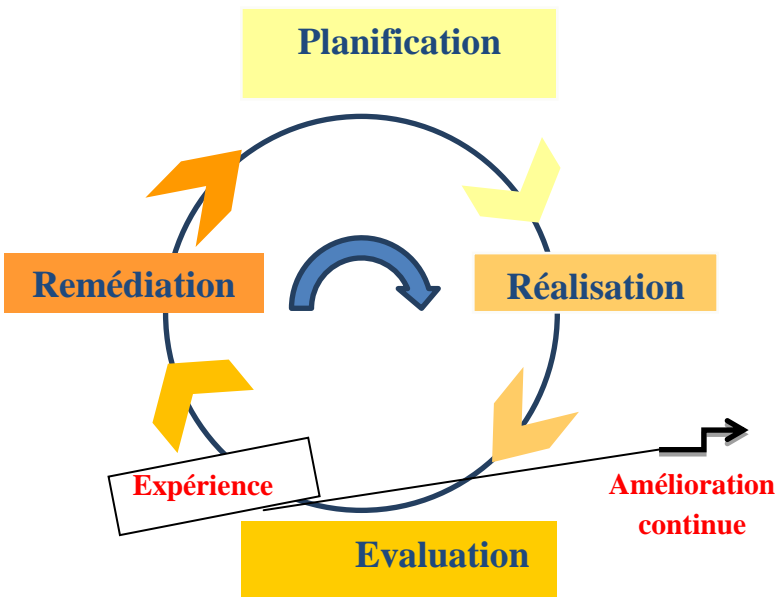 Planification
Remédiation
Réalisation
Expérience
Amélioration
continue
Evaluation